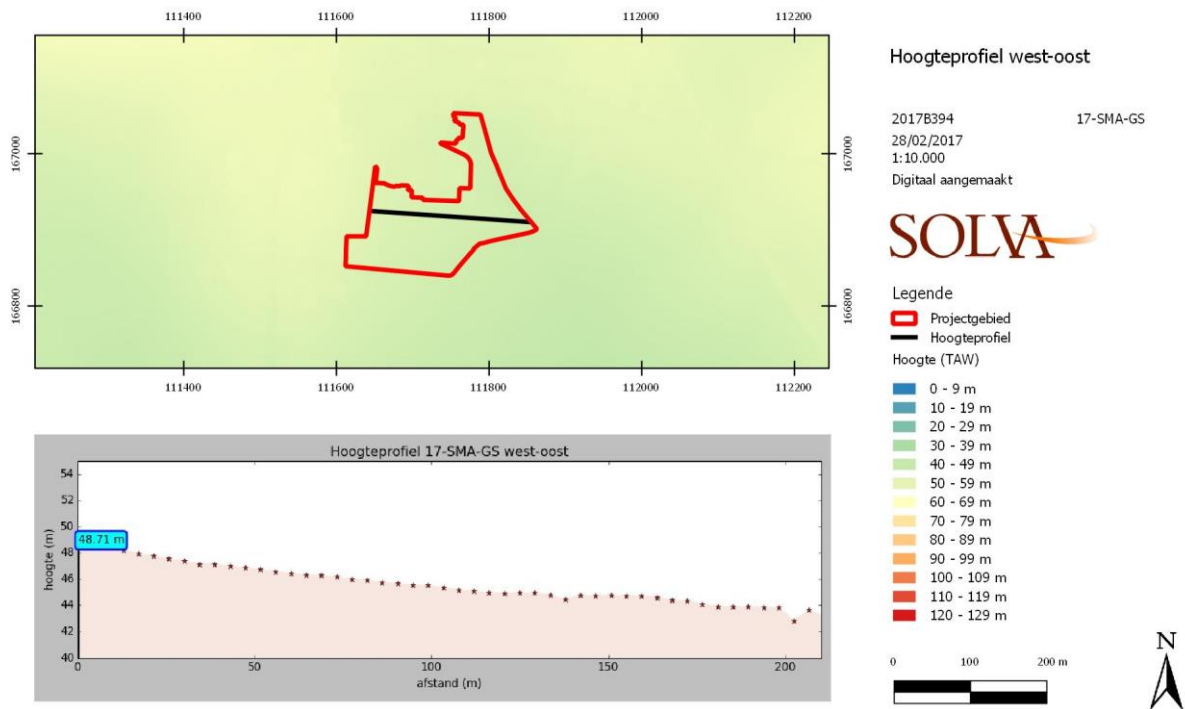 111400 111600 111800 112000 112200
167000 167000
166800 166800
111400 111600 111800 112000 112200
Hoogteprofiel 17-SMA-GS west-oost
hoogte (m)
54
52
50
48
46
44
42
40
48.71 m
0 50 100 150 200
afstand (m)
Hoogteprofiel west-oost
2017B394 17-SMA-GS
28/02/2017
1:10.000
Digitaal aangemaakt
SOLVA
Legende
Projectgebied
Hoogteprofiel
Hoogte (TAW)
0 - 9 m
10 - 19 m
20 - 29 m
30 - 39 m
40 - 49 m
50 - 59 m
60 - 69 m
70 - 79 m
80 - 89 m
90 - 99 m
100 - 109 m
110 - 119 m
120 - 129 m
0 100 200 m
N